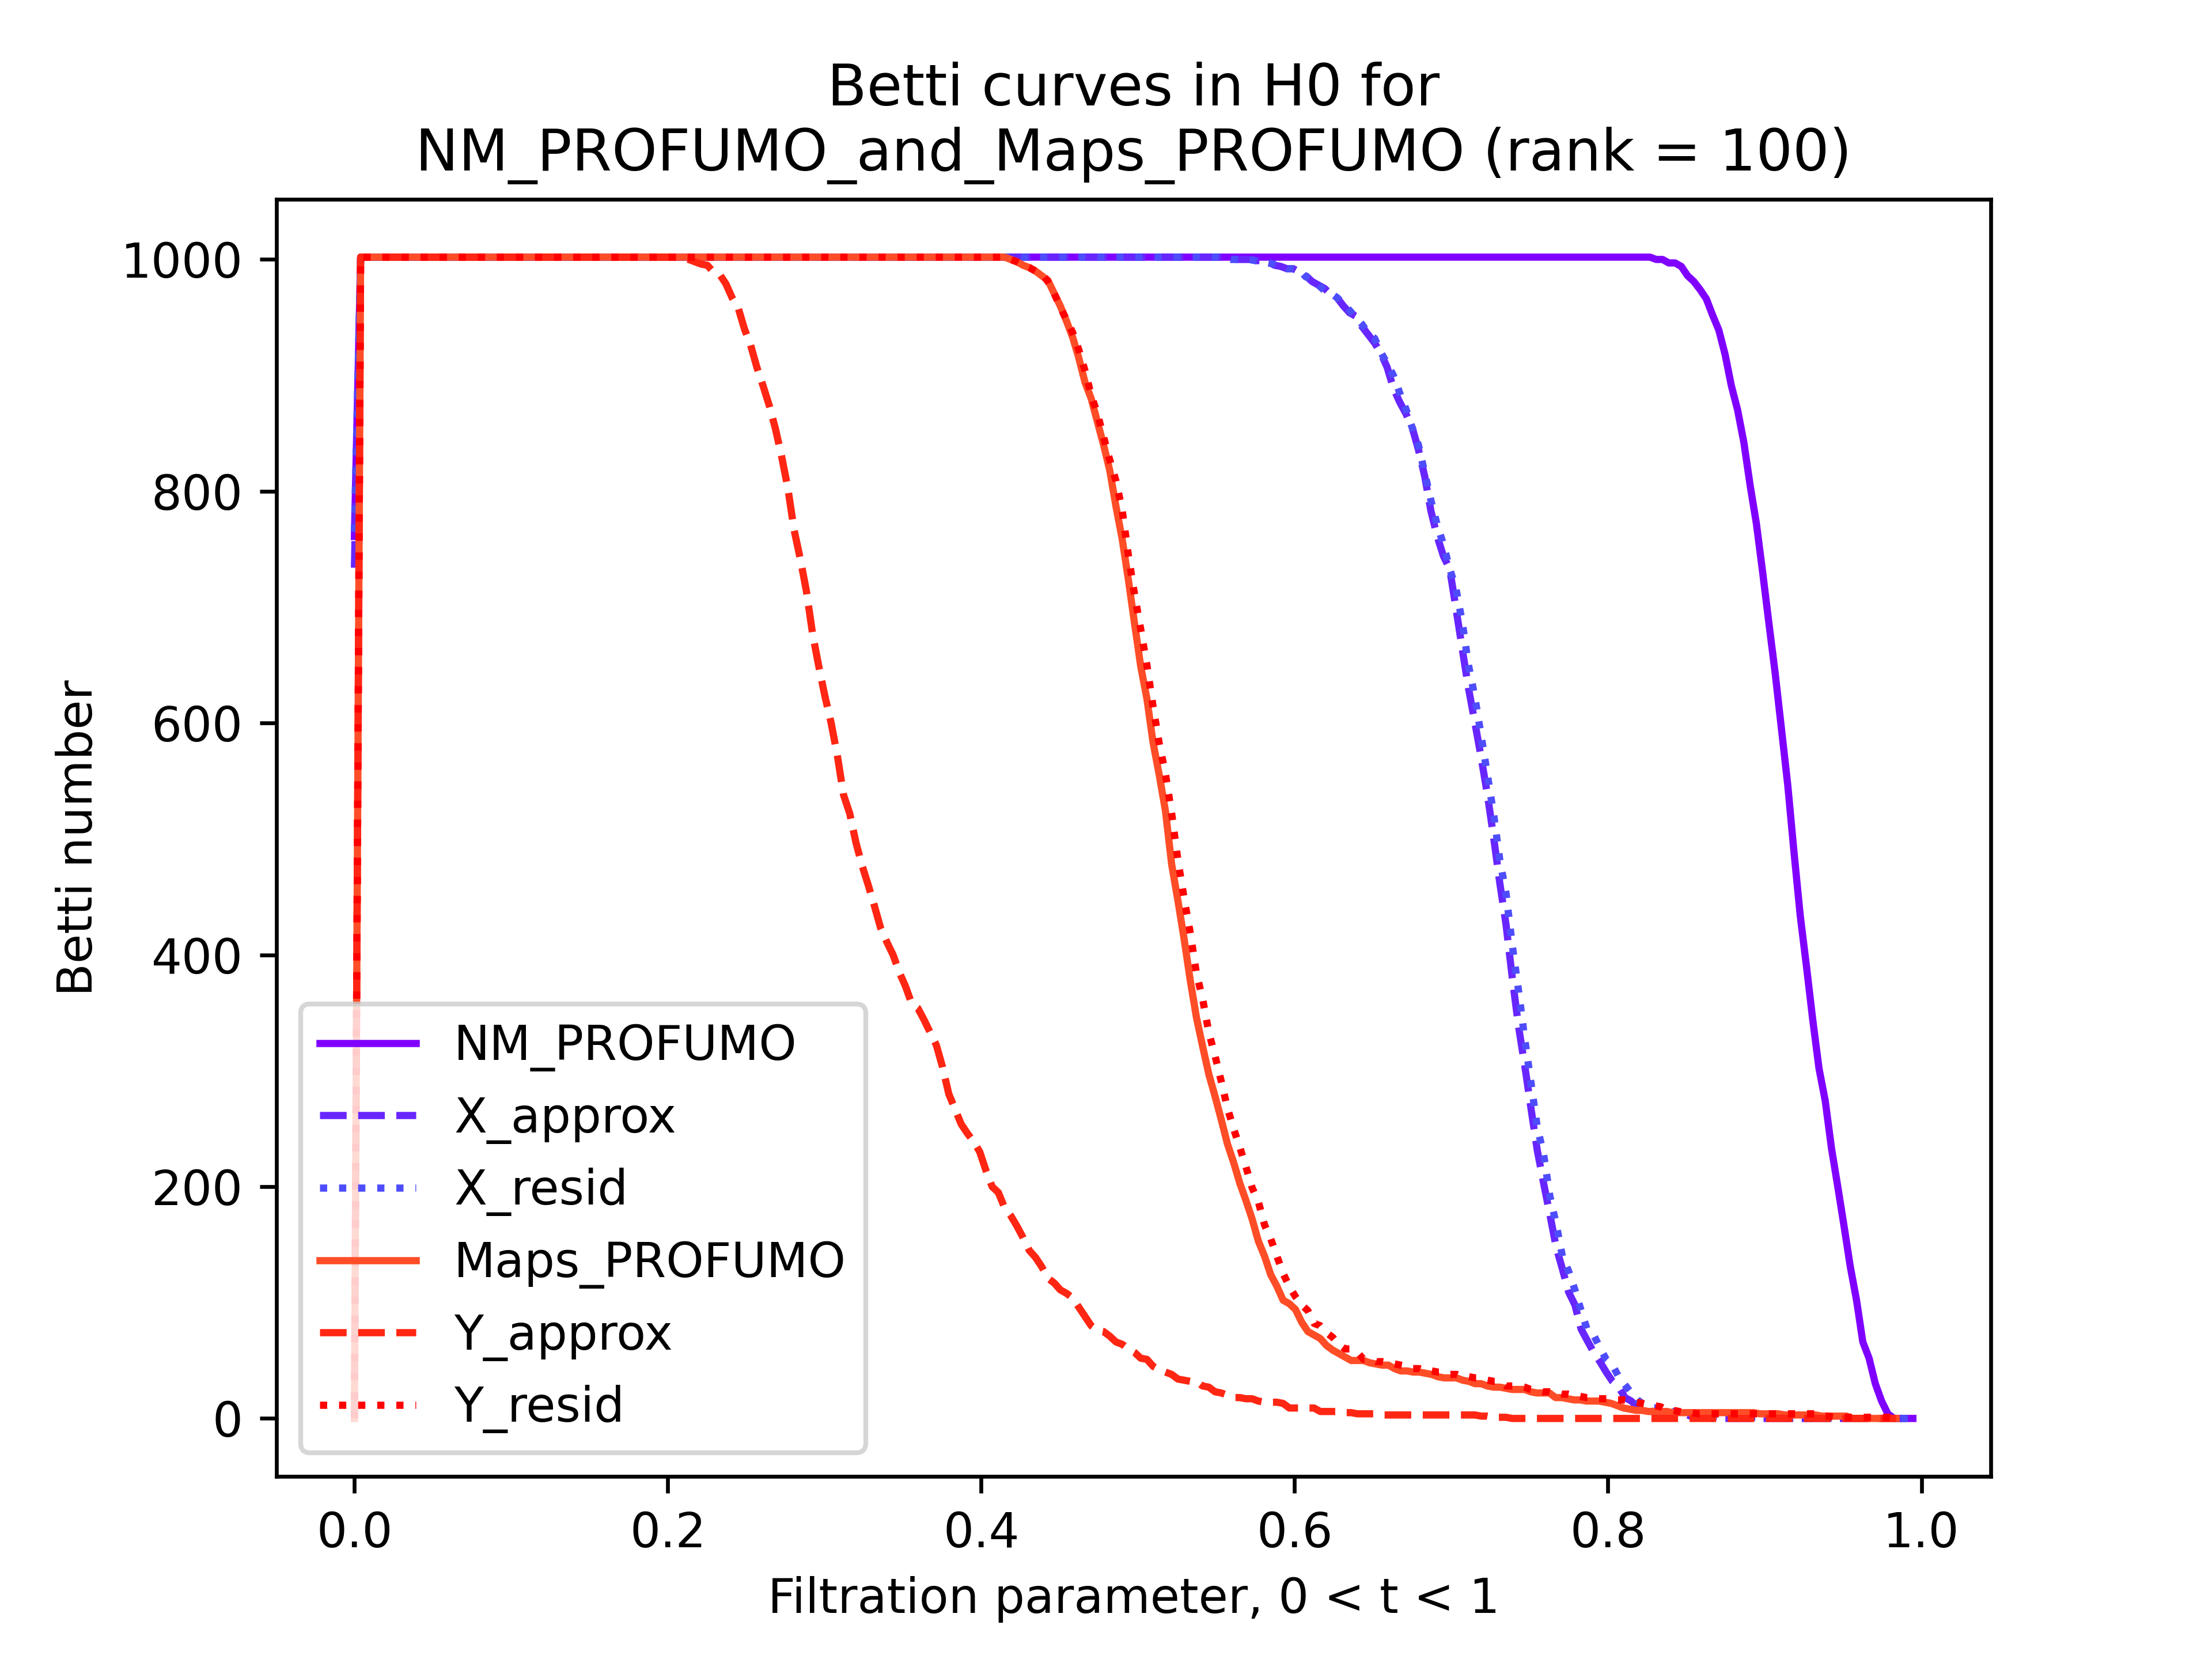 Betti curves in H0 for
NM_PROFUMO_and_Maps_PROFUMO (rank = 100)
Betti number
1000
800
600
400
200
0
NM_PROFUMO
X_approx
X_resid
Maps_PROFUMO
Y_approx
Y_resid
0.0 0.2 0.4 0.6 0.8 1.0
Filtration parameter, 0 < t < 1